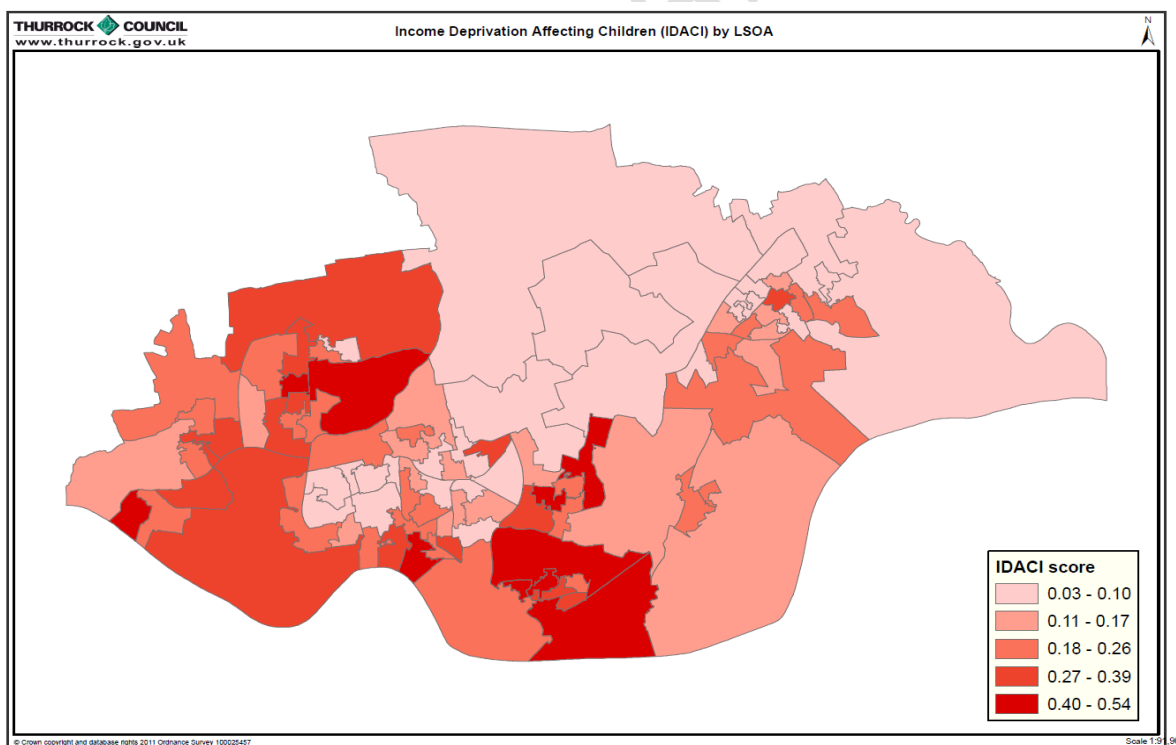 THURROCK COUNCIL
www.thurrock.gov.uk
Income Deprivation Affecting Children (IDACI) by LSOA
N
IDACI score
0.03 - 0.10
0.11 - 0.17
0.18 - 0.26
0.27 - 0.39
0.40 - 0.54
© Crown copyright and database rights 2011 Ordnance Survey 100025457
Scale